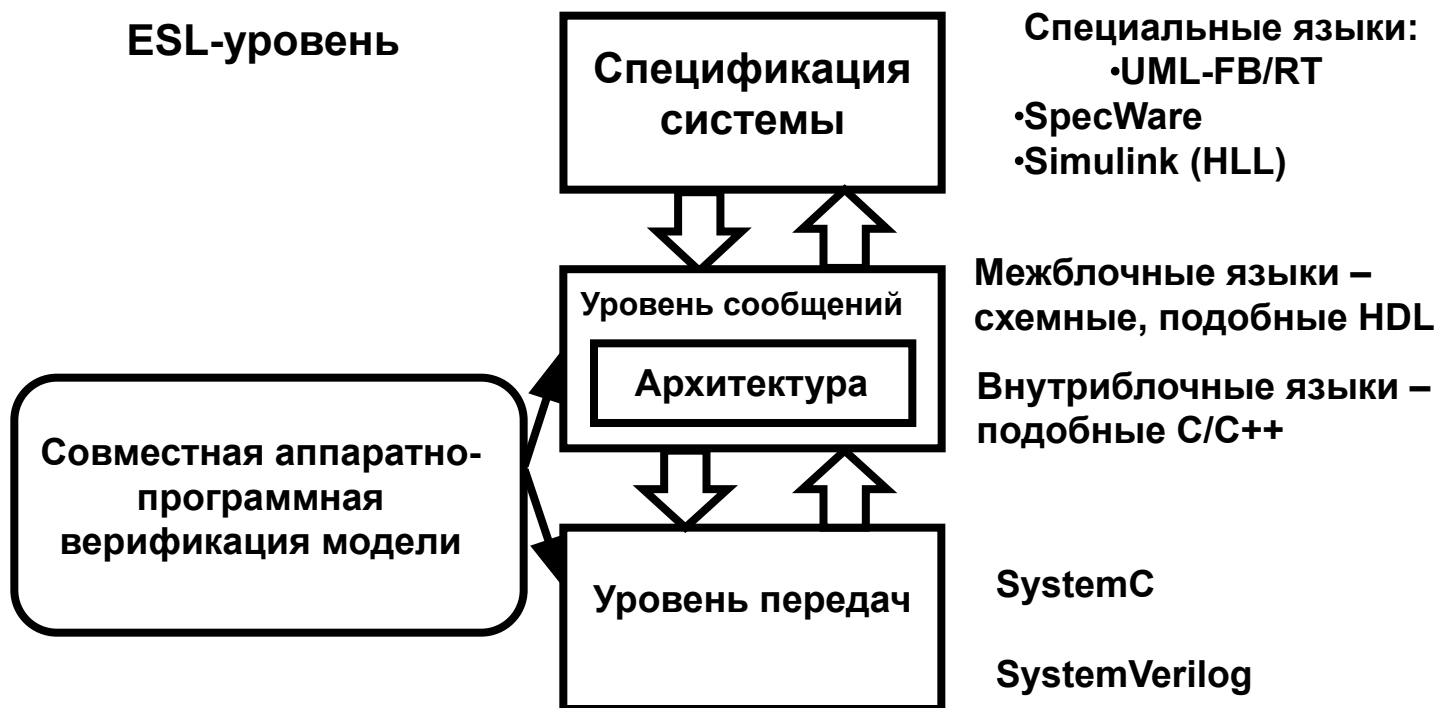 ESL-уровень
Спецификация
системы
Специальные языки:
•UML-FB/RT
•SpecWare
•Simulink (HLL)
Уровень сообщений
Архитектура
Межблочные языки –
схемные, подобные HDL
Внутриблочные языки –
подобные C/C++
Совместная аппаратно-
программная
верификация модели
Уровень передач
SystemC
SystemVerilog